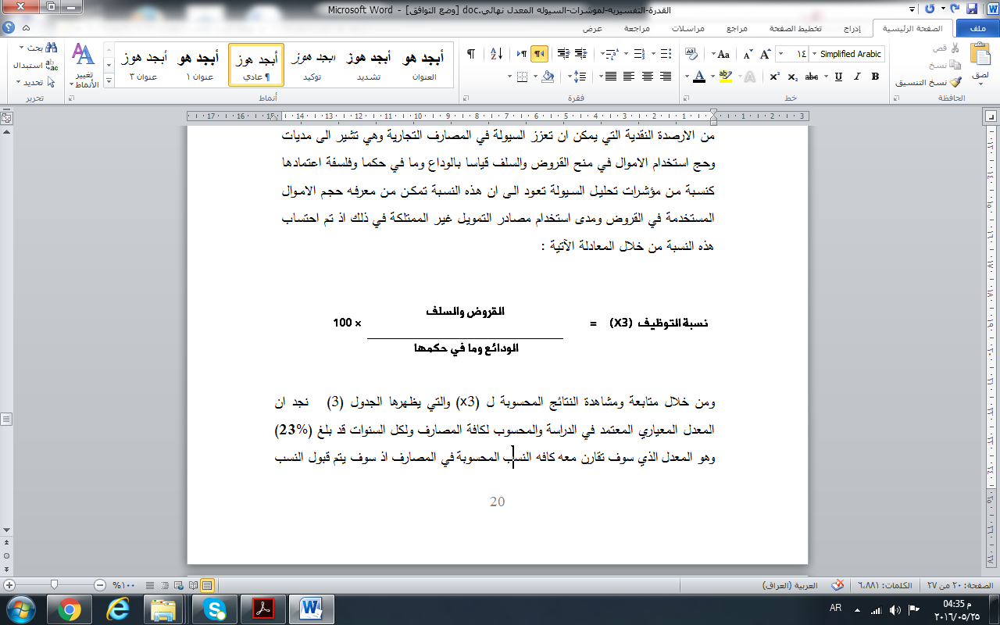 القدرة-التفسيريه-لموشرات-السيوله المعدل نهائي.doc [وضع التوافق] - Microsoft Word
ملف الصفحة الرئيسية إدراج تخطيط الصفحة مراجع مراسلات مراجعة عرض
لصق قص
نسخ
نسخ التنسيق
الحافظة
Simplified Arabic ١٤
خط
فقرة
أبجد هوز أبجد هوز أبجد هوز أبجد هوز أبجد هوز أبجد هوز
العنوان تشديد توكيد ¶ عادي عنوان ١ عنوان ٣
أنماط
تغيير الأنماط
بحث
استبدال
تحديد
تحرير
من الارصدة النقدية التي يمكن ان تعزز السيولة في المصارف التجارية وهي تشير الى مديات
وحج استخدام الاموال في منح القروض والسلف قياسا بالوداع وما في حكما وفلسفة اعتمادها
كنسبة من مؤشرات تحليل السيولة تعود الى ان هذه النسبة تمكن من معرفه حجم الاموال
المستخدمة في القروض ومدى استخدام مصادر التمويل غير الممتلكة في ذلك اذ تم احتساب
هذه النسبة من خلال المعادلة الآتية :
القروض والسلف
نسبة التوظيف (X3) = × 100
الودائع وما في حكمها
ومن خلال متابعة ومشاهدة النتائج المحسوبة ل (x3) والتي يظهرها الجدول (3) نجد ان
المعدل المعياري المعتمد في الدراسة والمحسوب لكافة المصارف ولكل السنوات قد بلغ (23%)
وهو المعدل الذي سوف تقارن معه كافه النسب المحسوبة في المصارف اذ سوف يتم قبول النسب
20
الصفحة: ٢٠ من ٢٧ الكلمات: ٦،٨٨١ العربية (العراق) ١٠٠%
AR
04:35 م
٢٠١٦/٠٥/٢٥